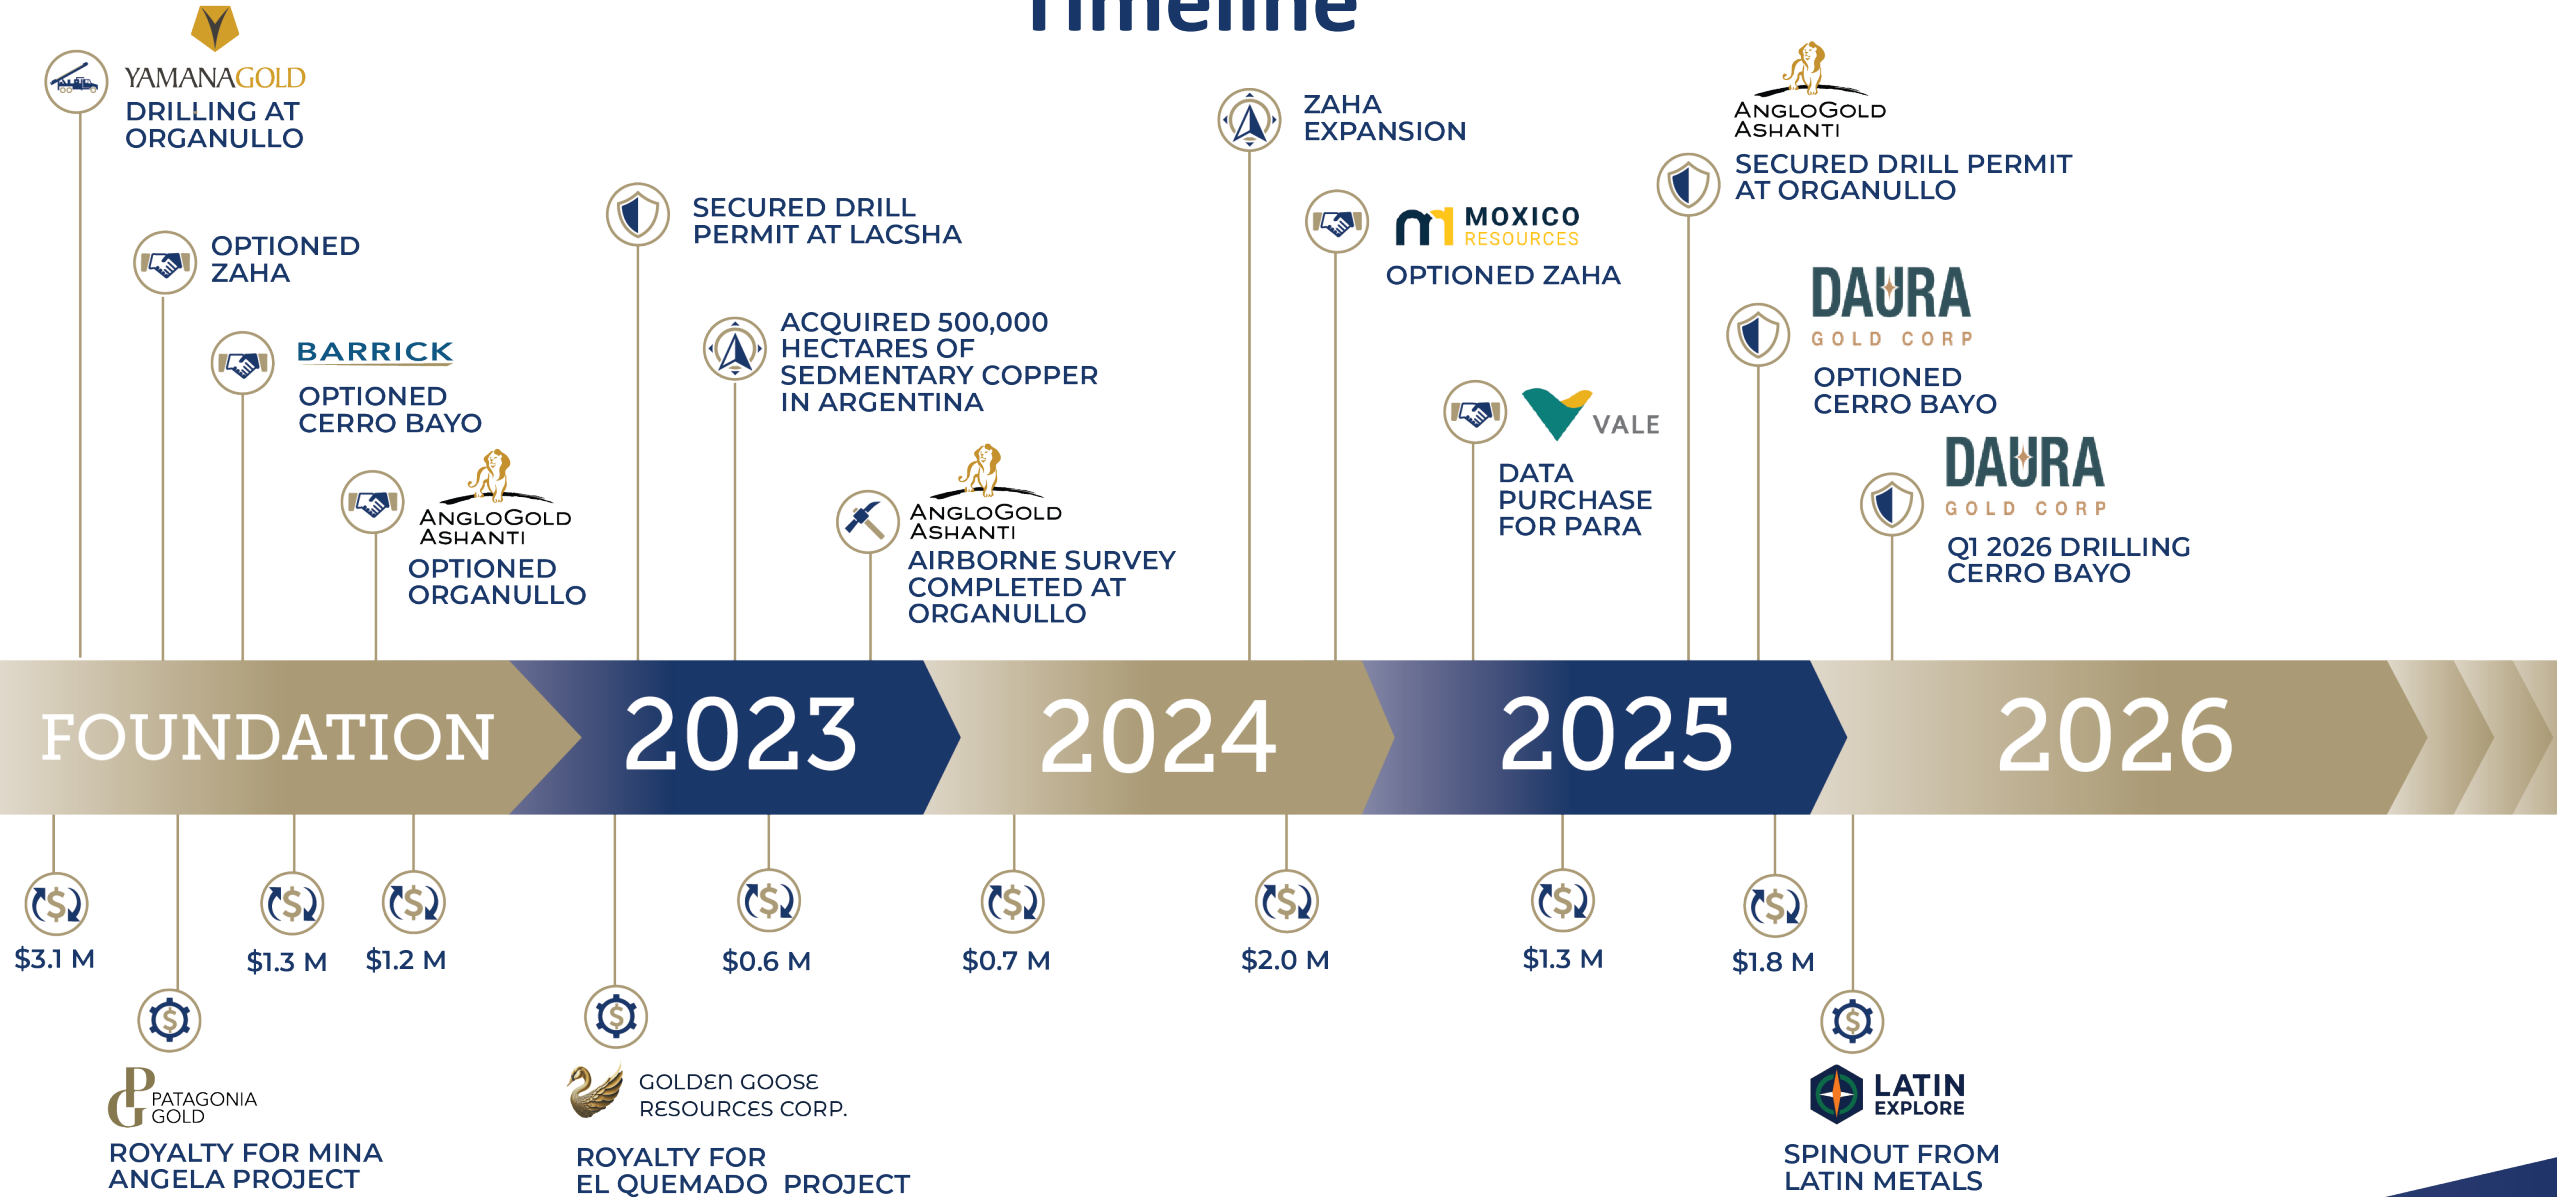 Timeline
YAMANAGOLD
DRILLING AT
ORGANULLO
OPTIONED
ZAHA
BARRICK
OPTIONED
CERRO BAYO
ANGLOGOLD
ASHANTI
OPTIONED
ORGANULLO
SECURED DRILL
PERMIT AT LACSHA
ACQUIRED 500,000
HECTARES OF
SEDMENTARY COPPER
IN ARGENTINA
ANGLOGOLD
ASHANTI
AIRBORNE SURVEY
COMPLETED AT
ORGANULLO
ZAHA
EXPANSION
MOXICO
RESOURCES
OPTIONED ZAHA
VALE
DATA
PURCHASE
FOR PARA
ANGLOGOLD
ASHANTI
SECURED DRILL PERMIT
AT ORGANULLO
DAURA
GOLD CORP
OPTIONED
CERRO BAYO
DAURA
GOLD CORP
Q1 2026 DRILLING
CERRO BAYO
FOUNDATION
2023
2024
2025
2026
$3.1 M
$1.3 M
$1.2 M
$0.6 M
$0.7 M
$2.0 M
$1.3 M
$1.8 M
PATAGONIA
GOLD
ROYALTY FOR MINA
ANGELA PROJECT
GOLDEN GOOSE
RESOURCES CORP.
ROYALTY FOR
EL QUEMADO PROJECT
LATIN
EXPLORE
SPINOUT FROM
LATIN METALS